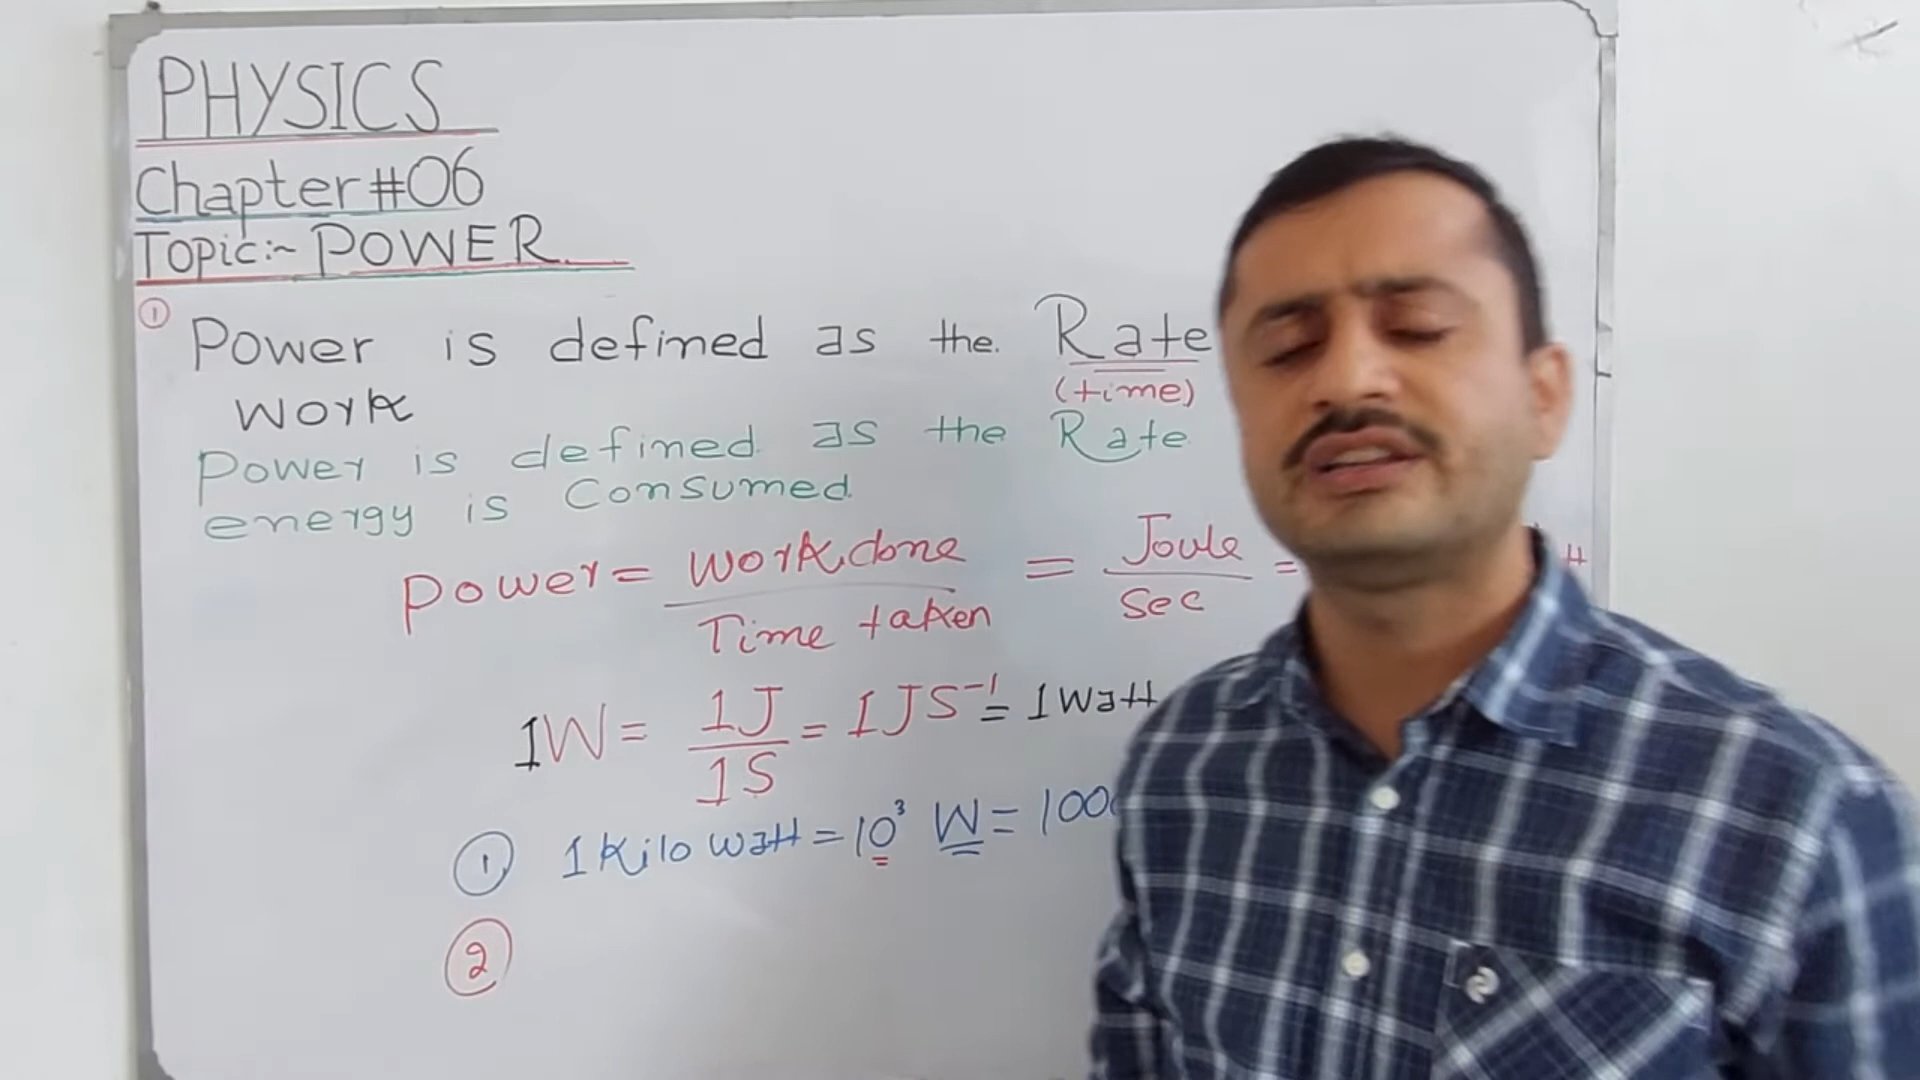 PHYSICS
Chapter #06
Topic:~ POWER
① Power is defined as the Rate
(time)
work
Power is defined as the Rate
energy is Consumed
Power = workdone / Time taken = Joule / Sec =
1W = 1J / 1S = 1JS⁻¹ = 1 Watt
① 1 Kilo watt = 10³ W = 100
②